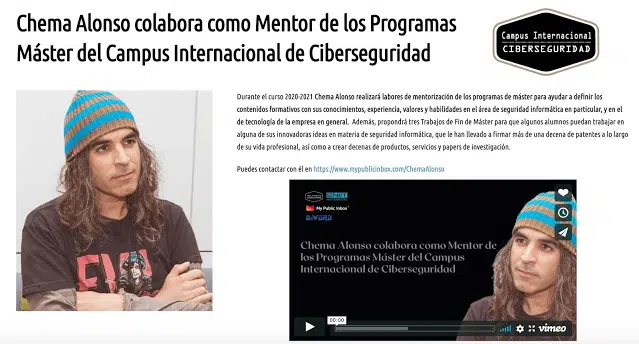 Chema Alonso colabora como Mentor de los Programas
Máster del Campus Internacional de Ciberseguridad
Campus Internacional
CIBERSEGURIDAD
Durante el curso 2020-2021 Chema Alonso realizará labores de mentorización de los programas de máster para ayudar a definir los
contenidos formativos con sus conocimientos, experiencia, valores y habilidades en el área de seguridad informática en particular, y en el
de tecnología de la empresa en general. Además, propondrá tres Trabajos de Fin de Máster para que algunos alumnos puedan trabajar en
alguna de sus innovadoras ideas en materia de seguridad informática, que le han llevado a firmar más de una decena de patentes a lo largo
de su vida profesional, así como a crear decenas de productos, servicios y papers de investigación.
Puedes contactar con él en https://www.mypublicinbox.com/ChemaAlonso
My Public Inbox
Chema Alonso colabora como Mentor de
los Programas Máster del Campus
Internacional de Ciberseguridad
00:00
vimeo